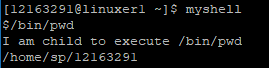 [12163291@linuxer1 ~]$ myshell
$/bin/pwd
I am child to execute /bin/pwd
/home/sp/12163291